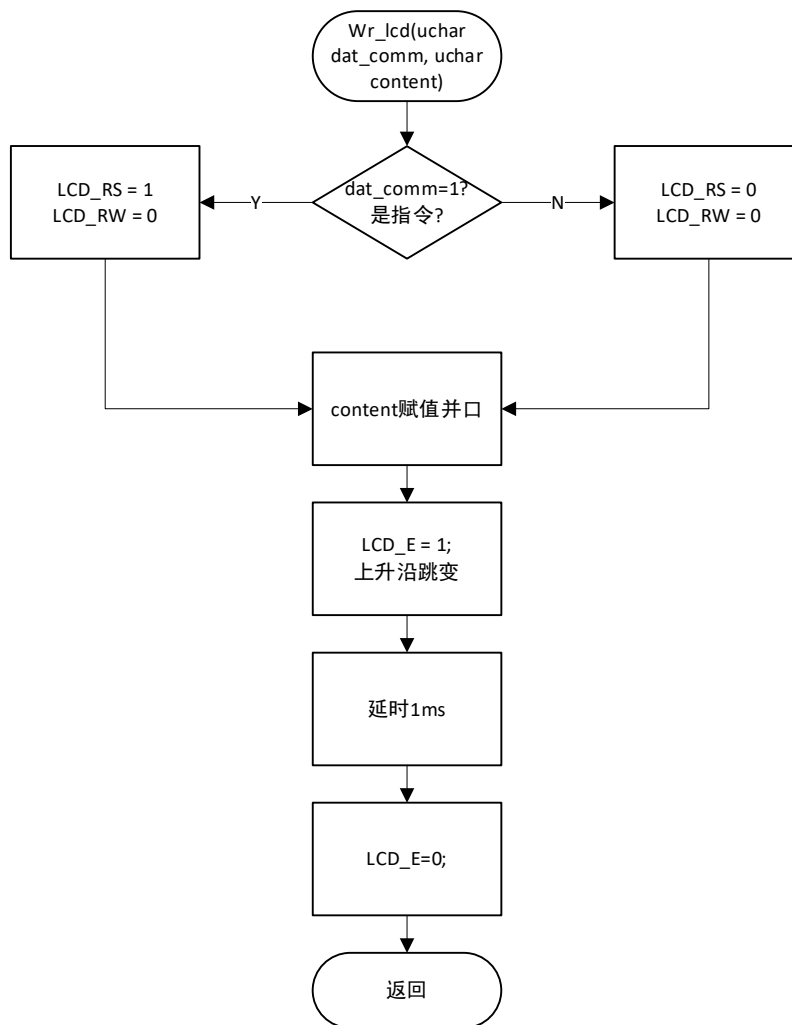 Wr_lcd(uchar
dat_comm, uchar
content)
LCD_RS = 1
LCD_RW = 0
Y
dat_comm=1?
是指令?
N
LCD_RS = 0
LCD_RW = 0
content赋值并口
LCD_E = 1;
上升沿跳变
延时1ms
LCD_E=0;
返回